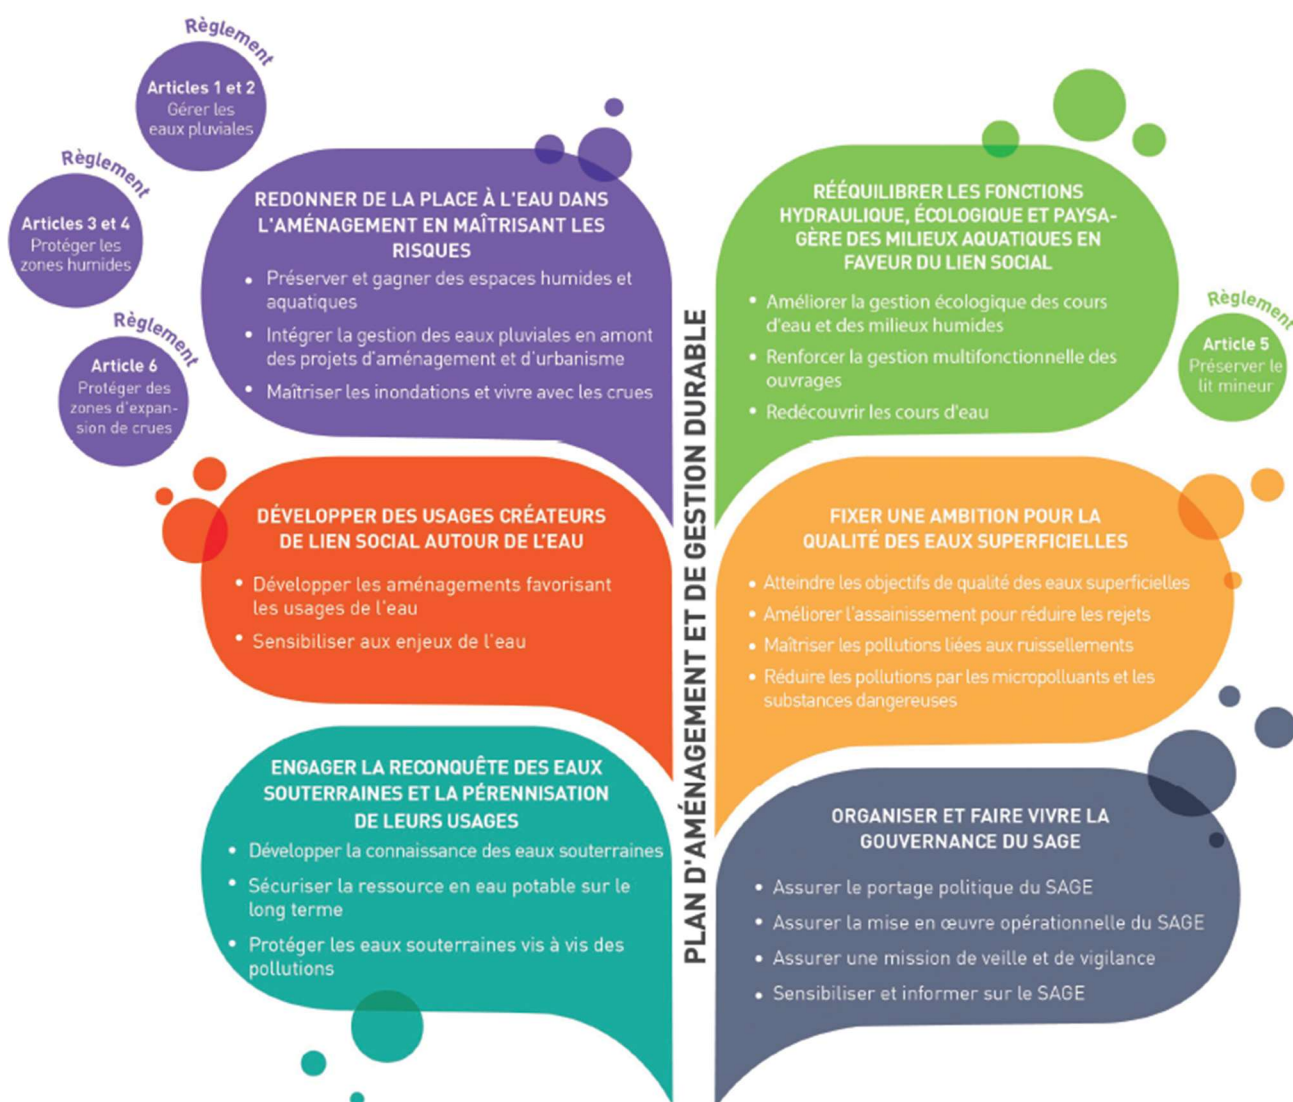 Règlement
Articles 1 et 2
Gérer les
eaux pluviales
Règlement
Articles 3 et 4
Protéger les
zones humides
Règlement
Article 6
Protéger des
zones d'expan-
sion de crues
REDONNER DE LA PLACE À L'EAU DANS
L'AMÉNAGEMENT EN MAÎTRISANT LES
RISQUES
• Préserver et gagner des espaces humides et
aquatiques
• Intégrer la gestion des eaux pluviales en amont
des projets d'aménagement et d'urbanisme
• Maîtriser les inondations et vivre avec les crues
DÉVELOPPER DES USAGES CRÉATEURS
DE LIEN SOCIAL AUTOUR DE L'EAU
• Développer les aménagements favorisant
les usages de l'eau
• Sensibiliser aux enjeux de l'eau
ENGAGER LA RECONQUÊTE DES EAUX
SOUTERRAINES ET LA PÉRENNISATION
DE LEURS USAGES
• Développer la connaissance des eaux souterraines
• Sécuriser la ressource en eau potable sur le
long terme
• Protéger les eaux souterraines vis à vis des
pollutions
PLAN D'AMÉNAGEMENT ET DE GESTION DURABLE
RÉÉQUILIBRER LES FONCTIONS
HYDRAULIQUE, ÉCOLOGIQUE ET PAYSA-
GÈRE DES MILIEUX AQUATIQUES EN
FAVEUR DU LIEN SOCIAL
• Améliorer la gestion écologique des cours
d'eau et des milieux humides
• Renforcer la gestion multifonctionnelle des
ouvrages
• Redécouvrir les cours d'eau
Règlement
Article 5
Préserver le
lit mineur
FIXER UNE AMBITION POUR LA
QUALITÉ DES EAUX SUPERFICIELLES
• Atteindre les objectifs de qualité des eaux superficielles
• Améliorer l'assainissement pour réduire les rejets
• Maîtriser les pollutions liées aux ruissellements
• Réduire les pollutions par les micropolluants et les
substances dangereuses
ORGANISER ET FAIRE VIVRE LA
GOUVERNANCE DU SAGE
• Assurer le portage politique du SAGE
• Assurer la mise en œuvre opérationnelle du SAGE
• Assurer une mission de veille et de vigilance
• Sensibiliser et informer sur le SAGE